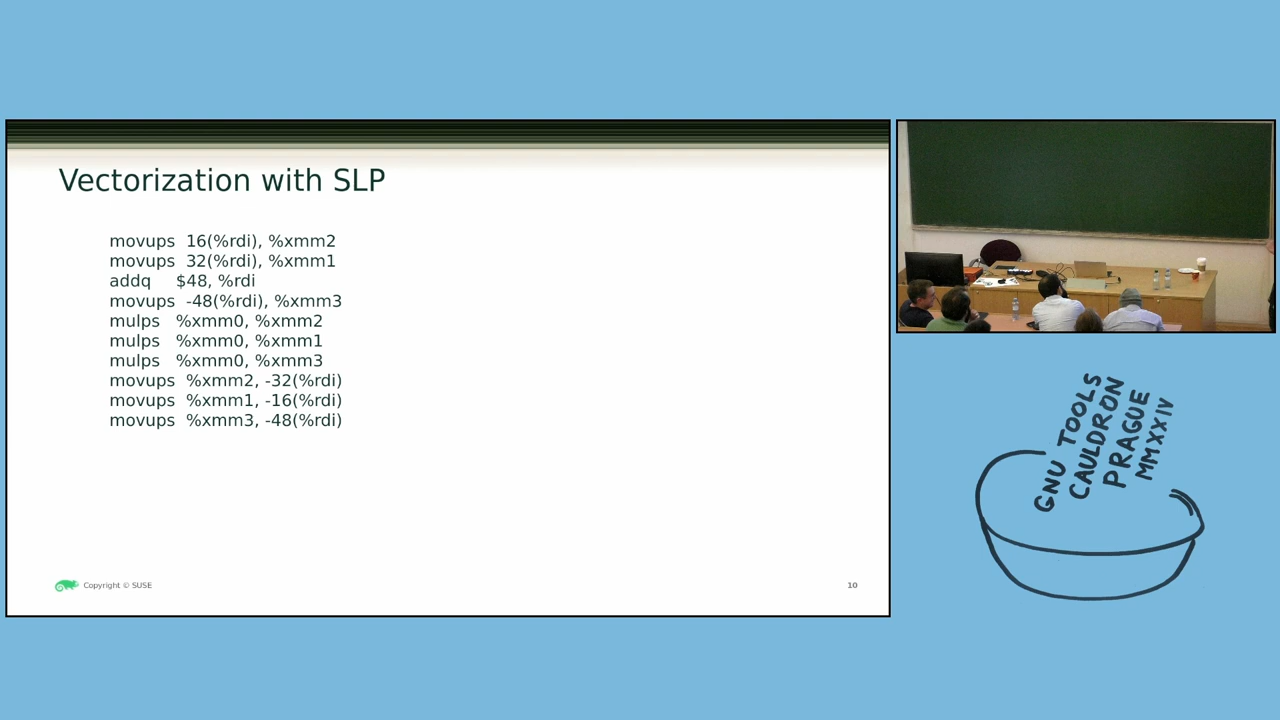 Vectorization with SLP
movups 16(%rdi), %xmm2
movups 32(%rdi), %xmm1
addq $48, %rdi
movups -48(%rdi), %xmm3
mulps %xmm0, %xmm2
mulps %xmm0, %xmm1
mulps %xmm0, %xmm3
movups %xmm2, -32(%rdi)
movups %xmm1, -16(%rdi)
movups %xmm3, -48(%rdi)
Copyright © SUSE
10
GNU TOOLS
CAULDRON
PRAGUE
MMXXIV